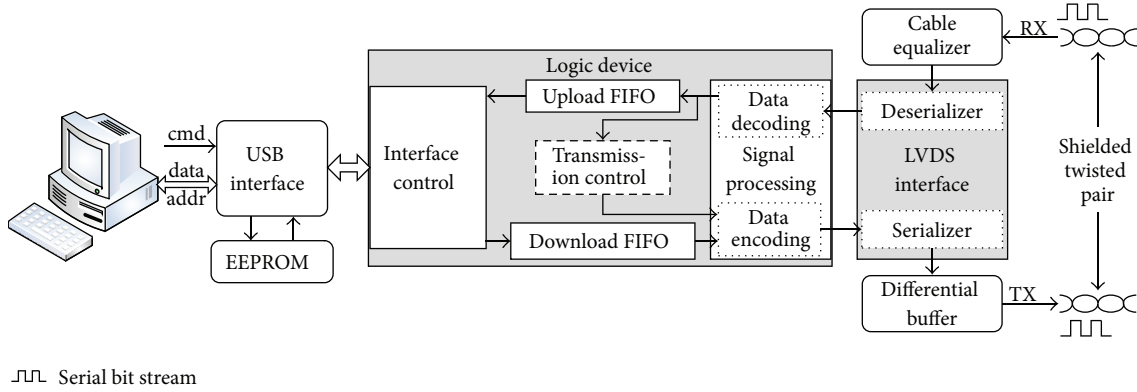 Cable
equalizer
RX
Logic device
Upload FIFO
Data
decoding
Deserializer
cmd
data
addr
USB
interface
Interface
control
Transmiss-
ion control
Signal
processing
LVDS
interface
Shielded
twisted
pair
Download FIFO
Data
encoding
Serializer
EEPROM
Differential
buffer
TX
Serial bit stream